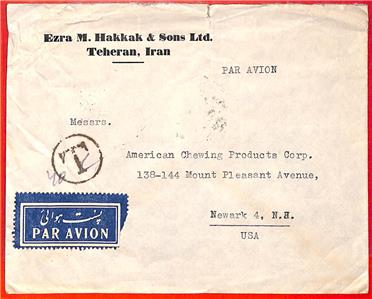 Ezra M. Hakkak & Sons Ltd.
Teheran, Iran
PAR AVION
Messrs.
American Chewing Products Corp.
138-144 Mount Pleasant Avenue,
Newark 4, N.H.
USA
T
پست هوائی
PAR AVION